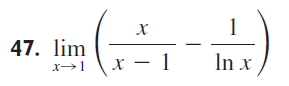 47. lim x→1 ( x / (x − 1) − 1 / ln x )